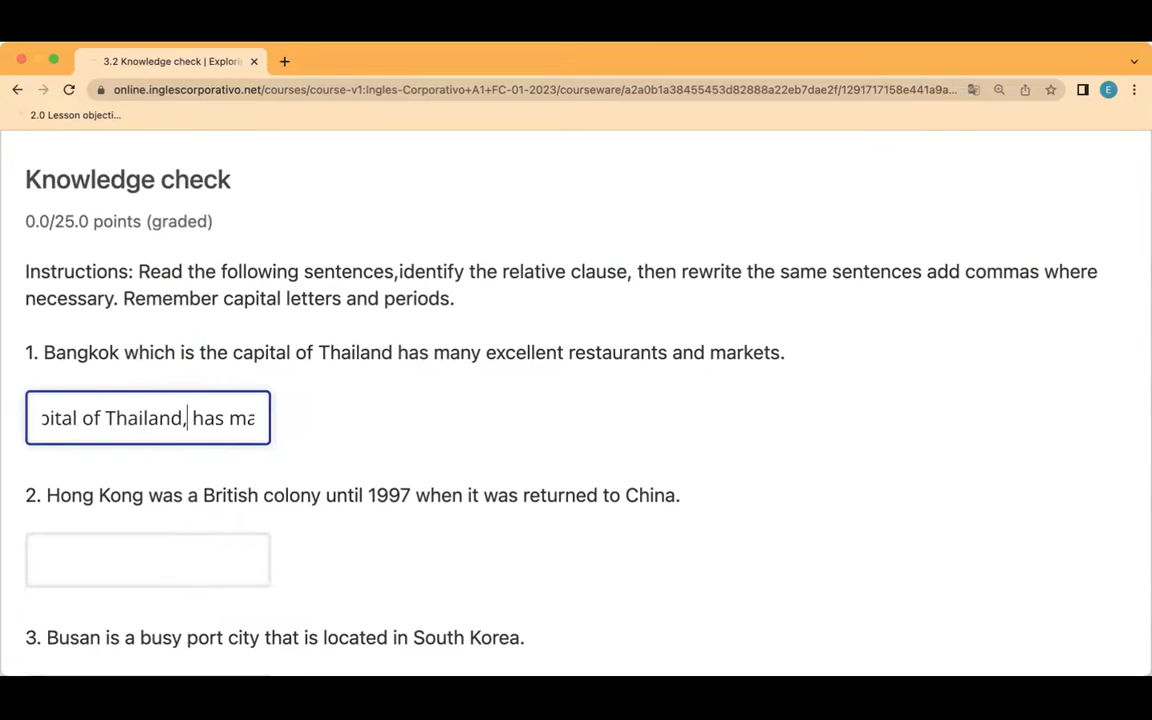 3.2 Knowledge check | Explori
online.inglescorporativo.net/courses/course-v1:Ingles-Corporativo+A1+FC-01-2023/courseware/a2a0b1a38455453d82888a22eb7dae2f/1291717158e441a9a...
E
2.0 Lesson objecti...
Knowledge check
0.0/25.0 points (graded)
Instructions: Read the following sentences,identify the relative clause, then rewrite the same sentences add commas where
necessary. Remember capital letters and periods.
1. Bangkok which is the capital of Thailand has many excellent restaurants and markets.
pital of Thailand, has ma
2. Hong Kong was a British colony until 1997 when it was returned to China.
3. Busan is a busy port city that is located in South Korea.